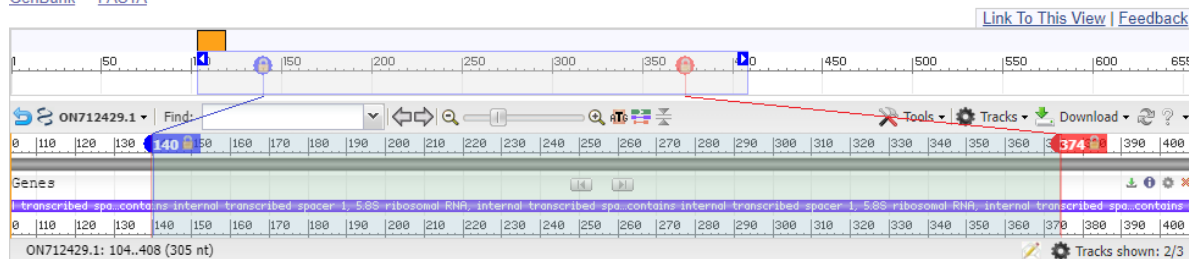 GenBank FASTA
Link To This View | Feedback
1 |50 |150 |200 |250 |300 |350 |450 |500 |550 |600 655
ON712429.1 Find: ATG Tools Tracks Download ?
0 |110 |120 |130 140 |160 |170 |180 |190 |200 |210 |220 |230 |240 |250 |260 |270 |280 |290 |300 |310 |320 |330 |340 |350 |360 374 |390 |400
Genes
transcribed spa…contains internal transcribed spacer 1, 5.8S ribosomal RNA, internal transcribed spa…contains internal transcribed spacer 1, 5.8S ribosomal RNA, internal transcribed spa…contains
0 |110 |120 |130 |140 |150 |160 |170 |180 |190 |200 |210 |220 |230 |240 |250 |260 |270 |280 |290 |300 |310 |320 |330 |340 |350 |360 |370 |380 |390 |400
ON712429.1: 104..408 (305 nt) Tracks shown: 2/3